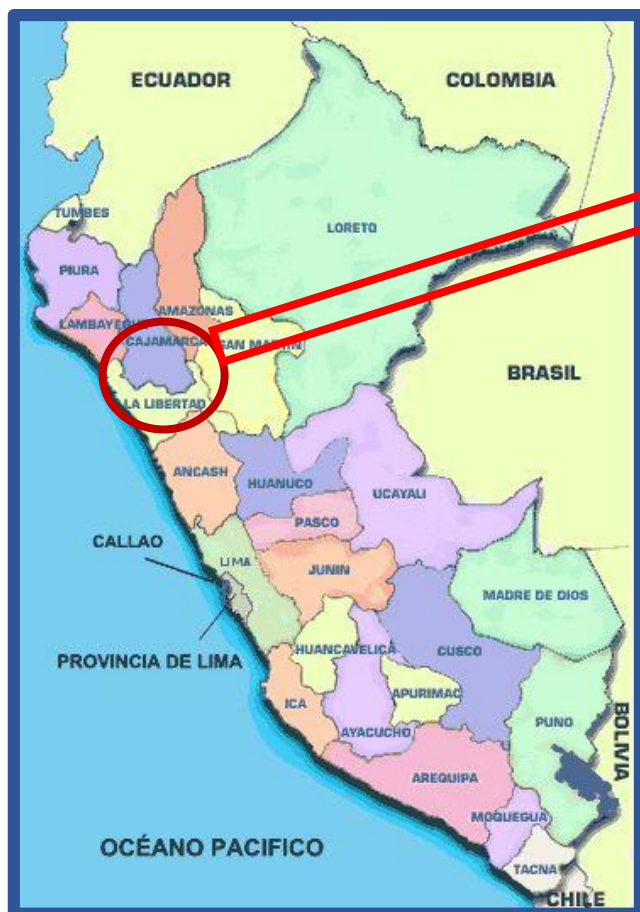 ECUADOR
COLOMBIA
TUMBES
LORETO
PIURA
AMAZONAS
LAMBAYEQUE
CAJAMARCA
SAN MARTIN
BRASIL
LA LIBERTAD
ANCASH
HUANUCO
UCAYALI
PASCO
CALLAO
LIMA
JUNIN
MADRE DE DIOS
HUANCAVELICA
CUSCO
PROVINCIA DE LIMA
APURIMAC
ICA
BOLIVIA
PUNO
AYACUCHO
AREQUIPA
MOQUEGUA
OCÉANO PACIFICO
TACNA
CHILE